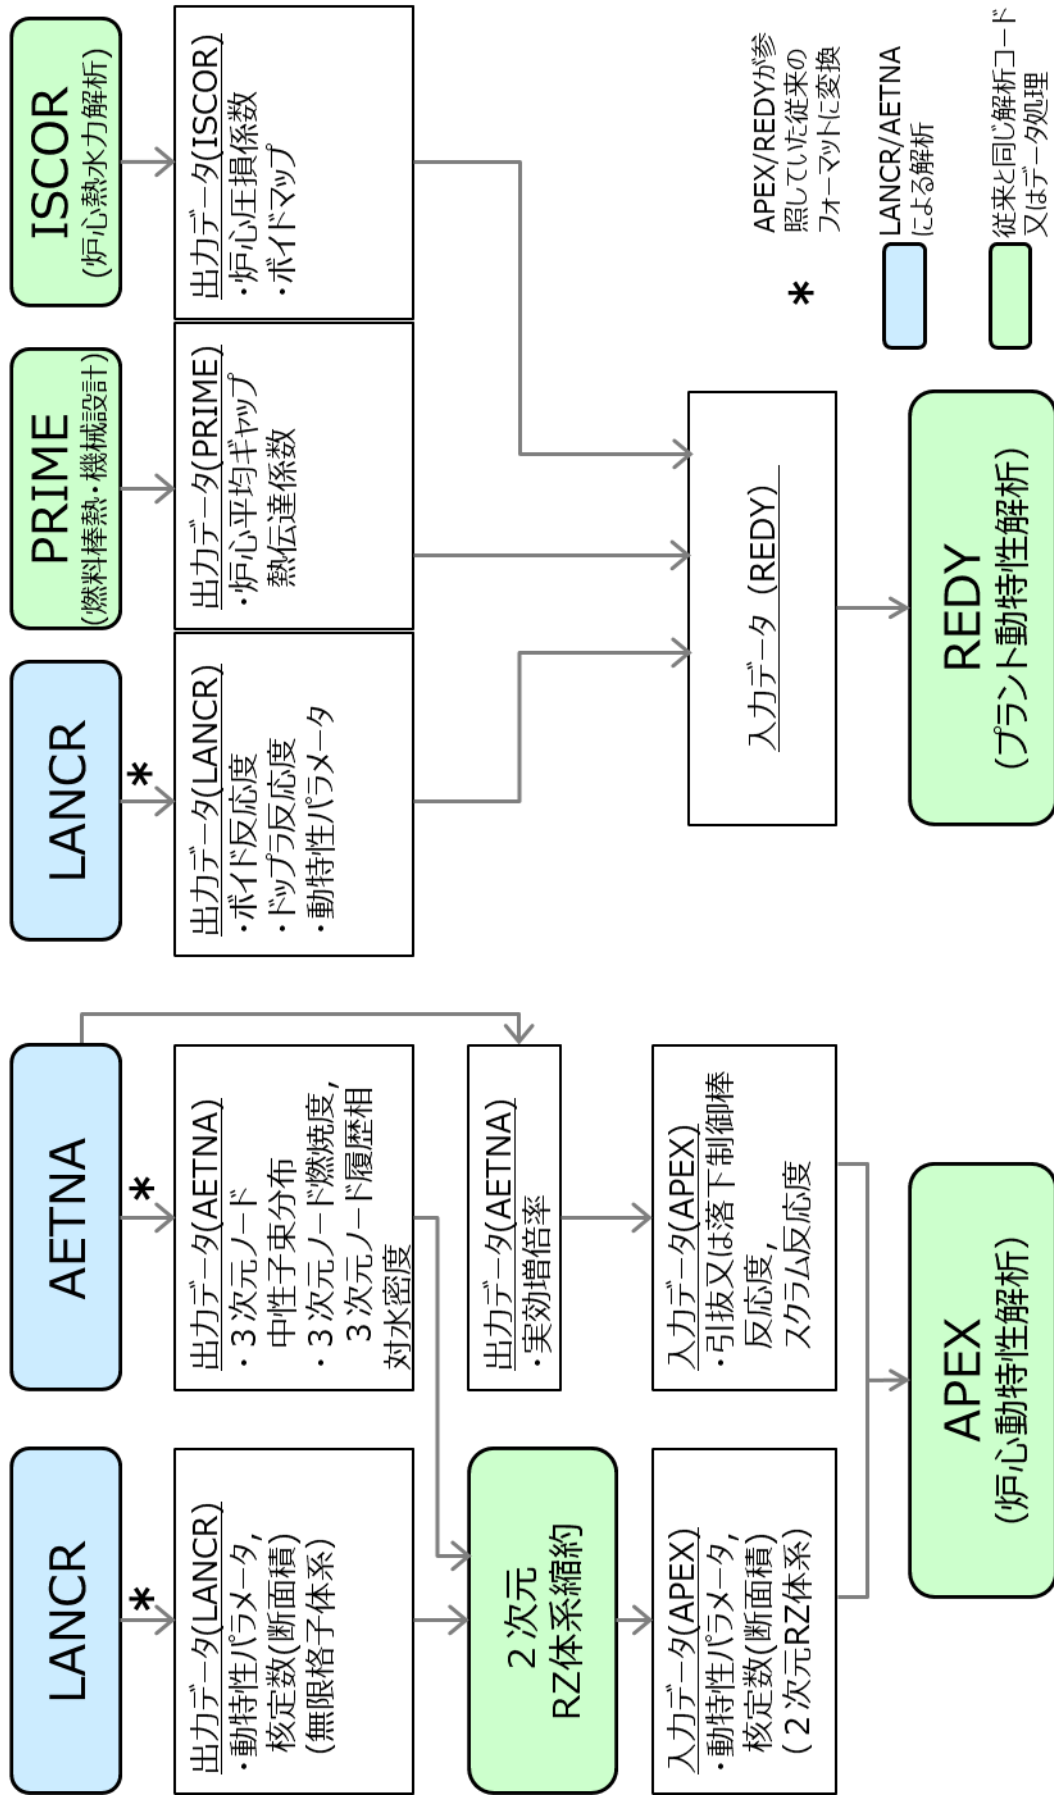 LANCR
*
出力データ(LANCR)
・動特性パラメータ,
核定数(断面積)
(無限格子体系)
AETNA
*
出力データ(AETNA)
・３次元ノード
中性子束分布
・３次元ノード燃焼度,
３次元ノード履歴相
対水密度
２次元
RZ体系縮約
出力データ(AETNA)
・実効増倍率
入力データ(APEX)
・動特性パラメータ,
核定数(断面積)
(２次元RZ体系)
入力データ(APEX)
・引抜又は落下制御棒
反応度,
スクラム反応度
APEX
(炉心動特性解析)
LANCR
*
出力データ(LANCR)
・ボイド反応度
・ドップラ反応度
・動特性パラメータ
PRIME
(燃料棒熱・機械設計)
出力データ(PRIME)
・炉心平均ギャップ
熱伝達係数
ISCOR
(炉心熱水力解析)
出力データ(ISCOR)
・炉心圧損係数
・ボイドマップ
入力データ（REDY）
REDY
(プラント動特性解析)
*
APEX/REDYが参
照していた従来の
フォーマットに変換
LANCR/AETNA
による解析
従来と同じ解析コード
又はデータ処理